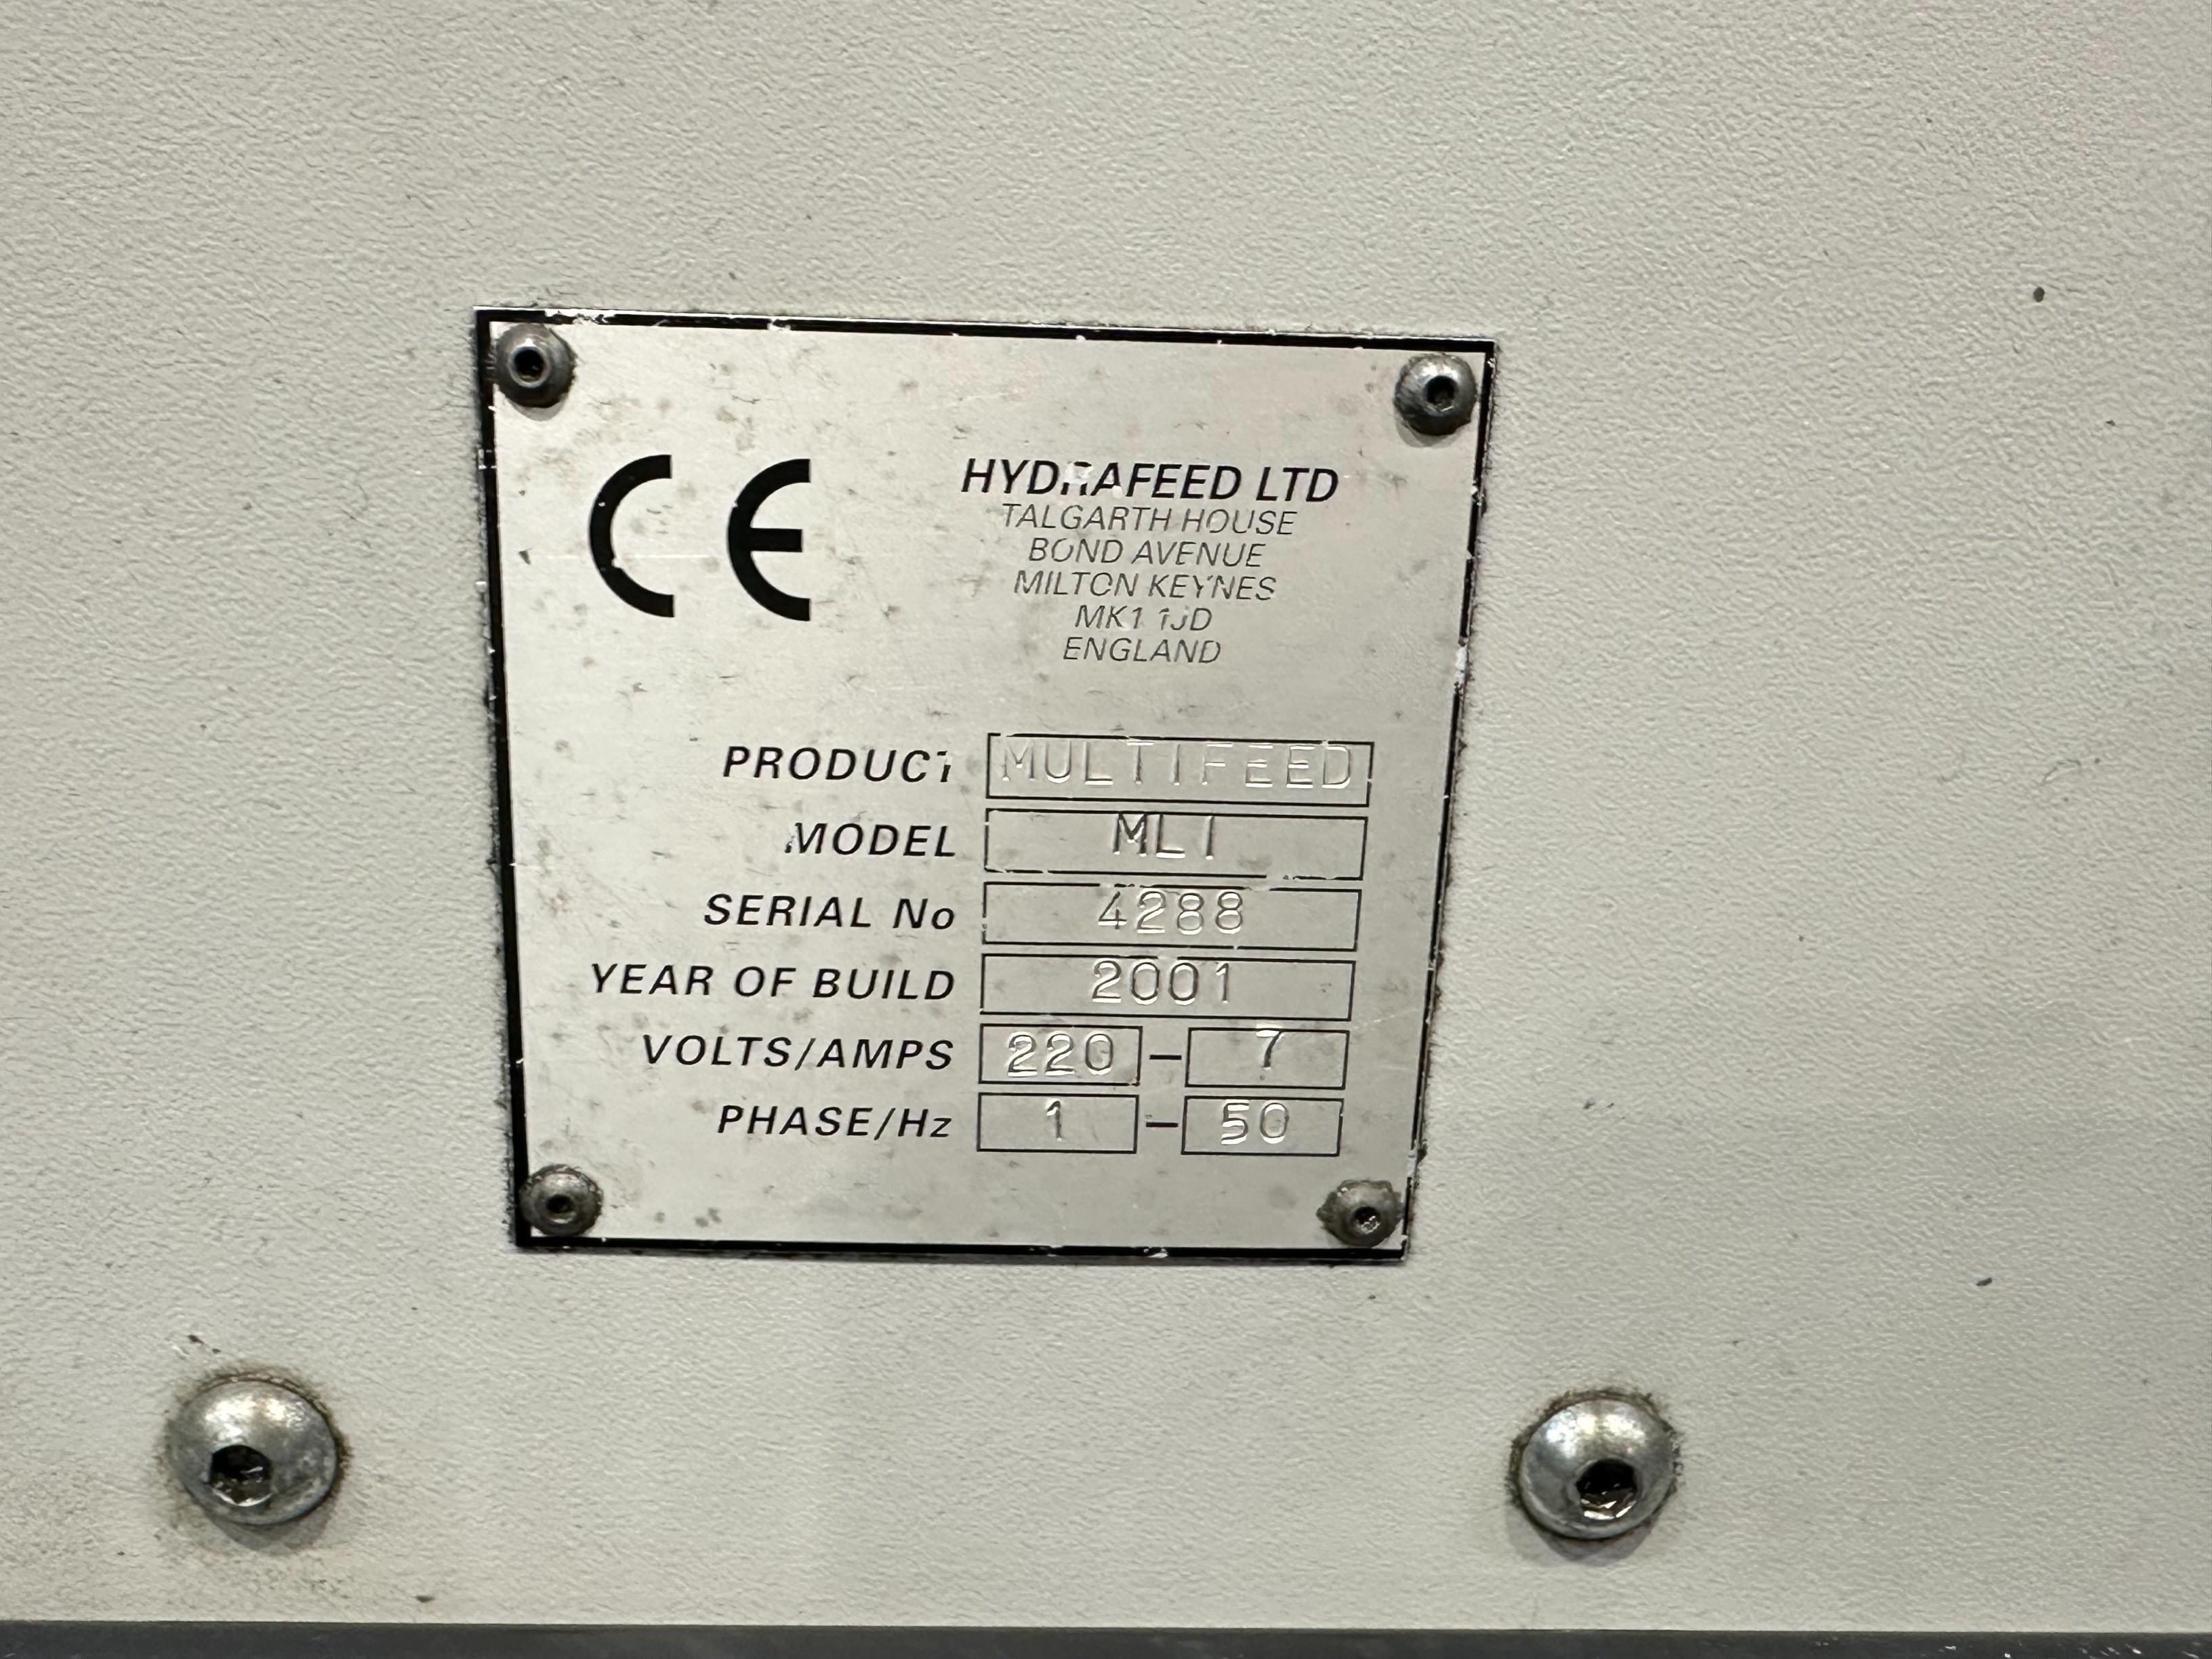 CE
HYDRAFEED LTD
TALGARTH HOUSE
BOND AVENUE
MILTON KEYNES
MK1 1JD
ENGLAND
PRODUCT MULTIFEED
MODEL MLI
SERIAL No 4288
YEAR OF BUILD 2001
VOLTS/AMPS 220 - 7
PHASE/Hz 1 - 50